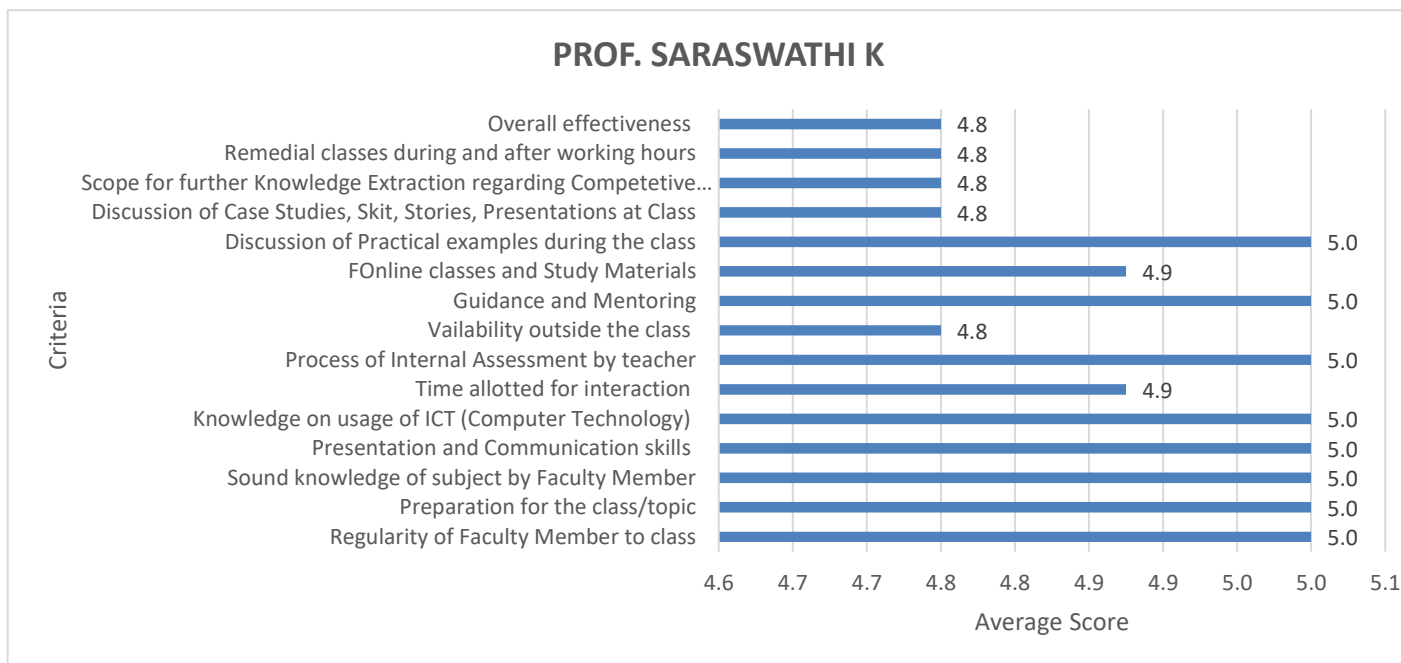 PROF. SARASWATHI K
Overall effectiveness 4.8
Remedial classes during and after working hours 4.8
Scope for further Knowledge Extraction regarding Competetive… 4.8
Discussion of Case Studies, Skit, Stories, Presentations at Class 4.8
Discussion of Practical examples during the class 5.0
FOnline classes and Study Materials 4.9
Guidance and Mentoring 5.0
Vailability outside the class 4.8
Process of Internal Assessment by teacher 5.0
Time allotted for interaction 4.9
Knowledge on usage of ICT (Computer Technology) 5.0
Presentation and Communication skills 5.0
Sound knowledge of subject by Faculty Member 5.0
Preparation for the class/topic 5.0
Regularity of Faculty Member to class 5.0
Criteria
4.6 4.7 4.7 4.8 4.8 4.9 4.9 5.0 5.0 5.1
Average Score